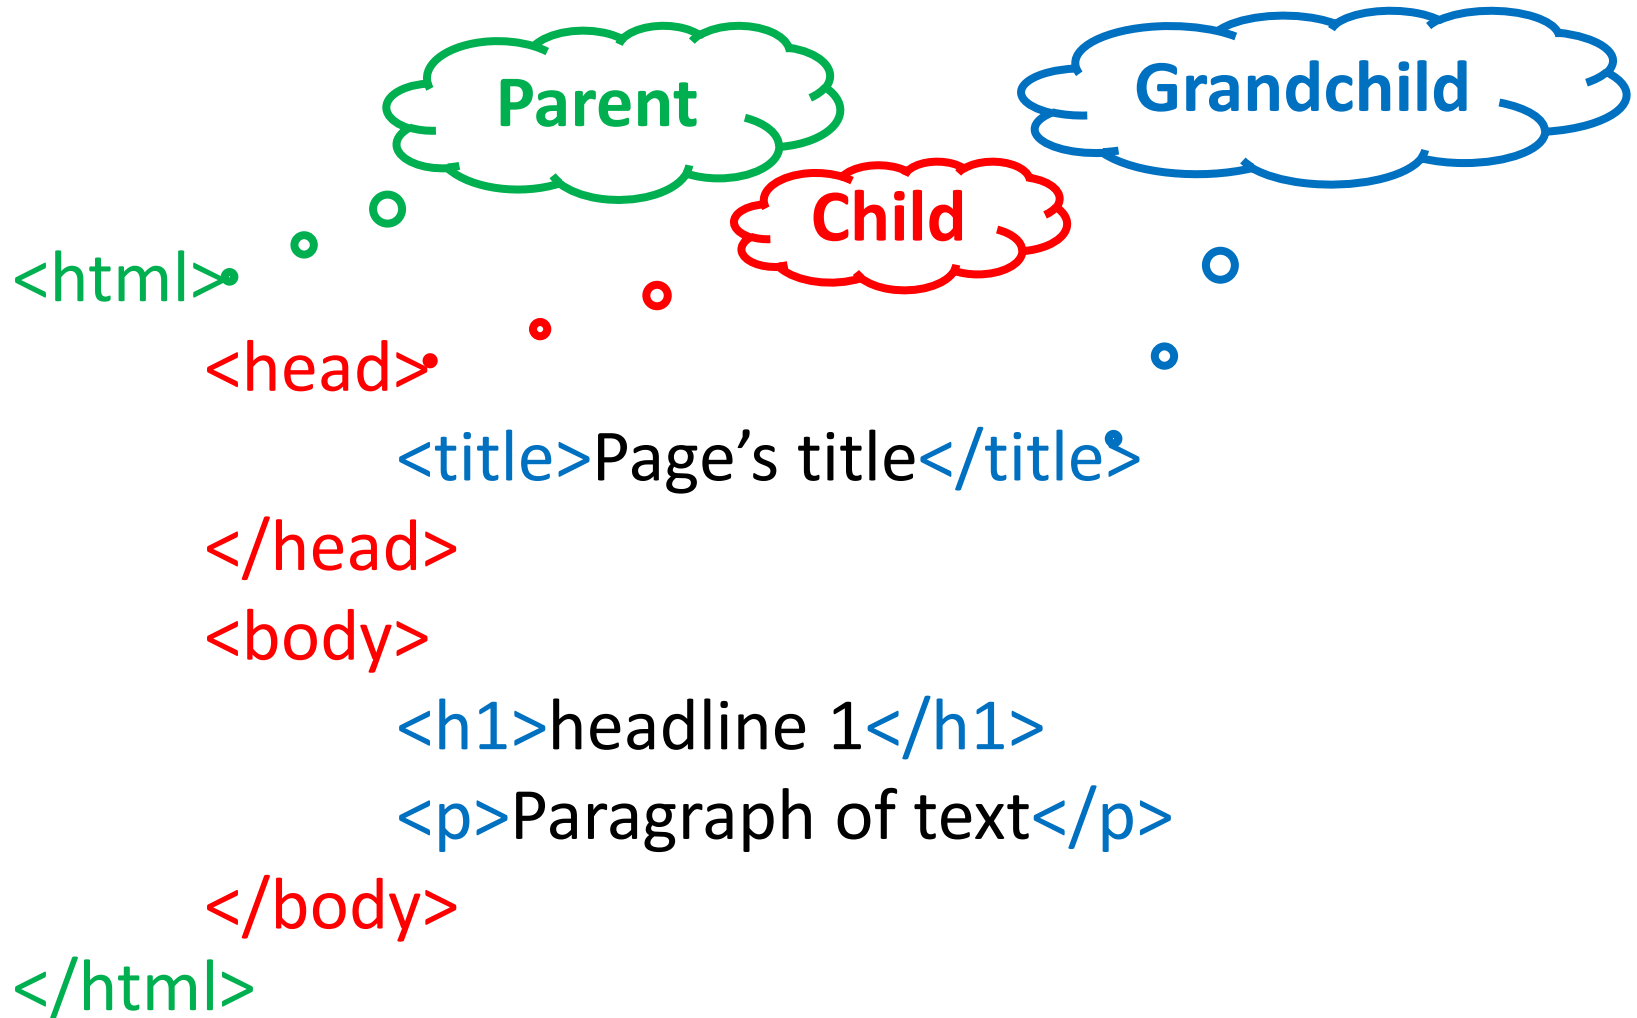 Parent
Grandchild
Child
<html>
<head>
<title>Page’s title</title>
</head>
<body>
<h1>headline 1</h1>
<p>Paragraph of text</p>
</body>
</html>